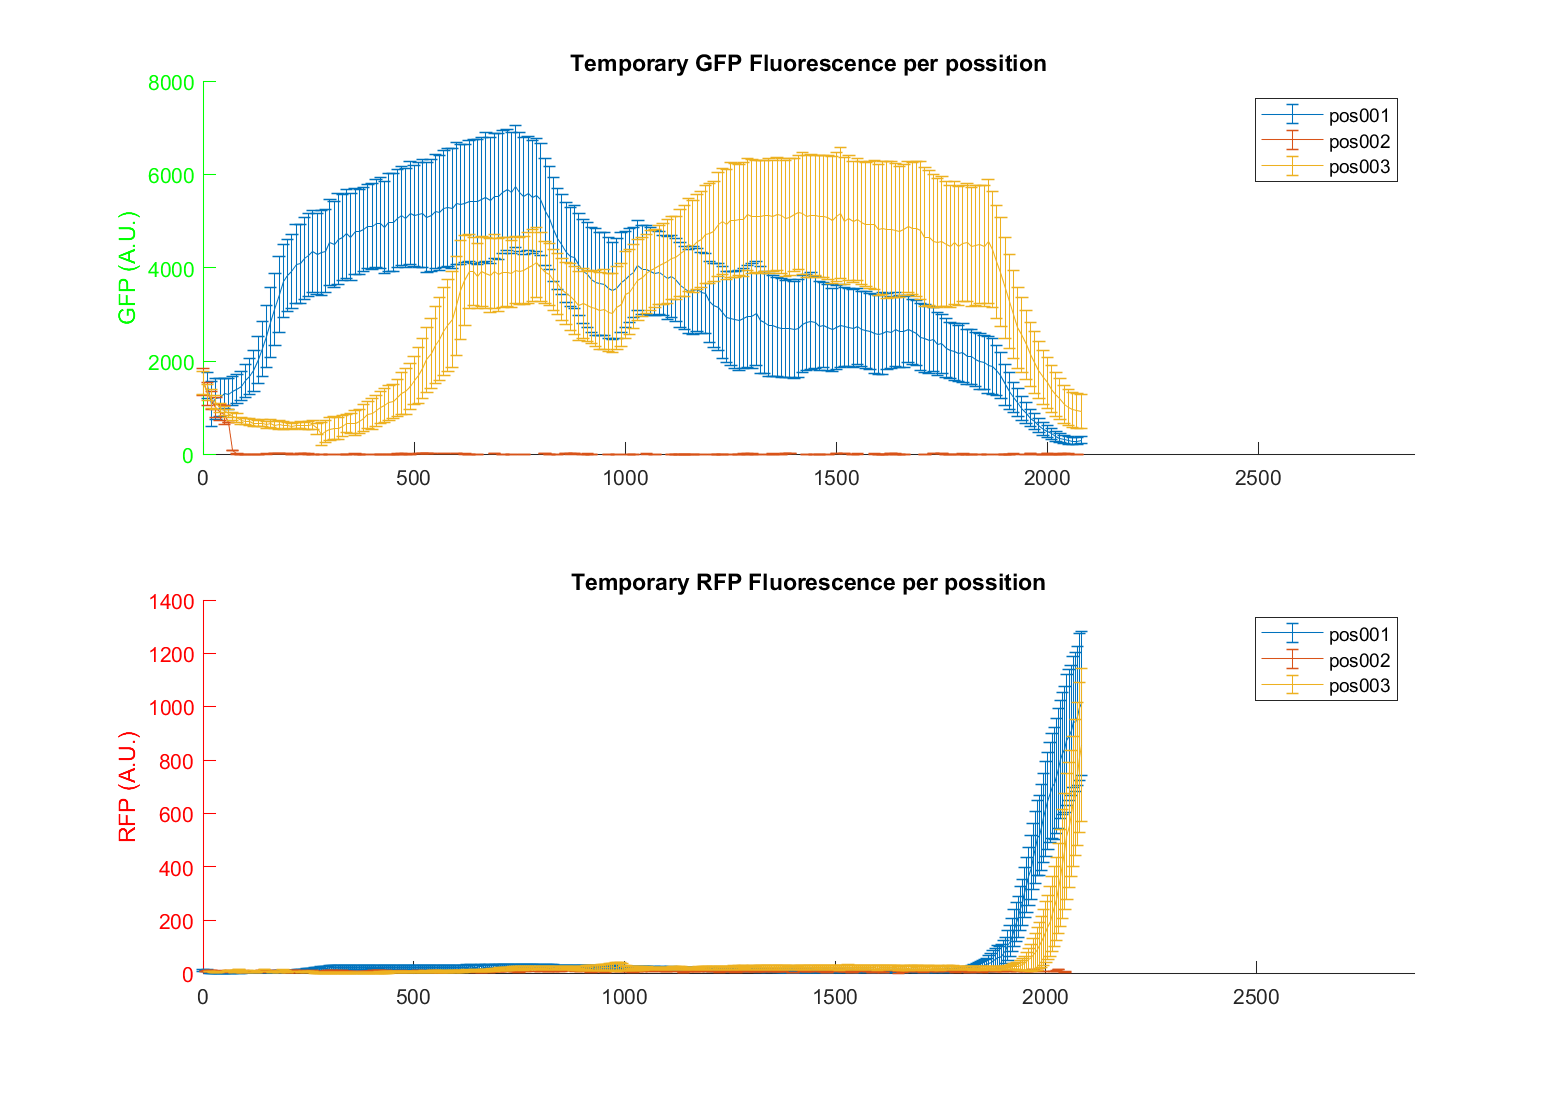 Temporary GFP Fluorescence per possition
GFP (A.U.)
8000
6000
4000
2000
0
0 500 1000 1500 2000 2500
pos001
pos002
pos003
Temporary RFP Fluorescence per possition
RFP (A.U.)
1400
1200
1000
800
600
400
200
0
0 500 1000 1500 2000 2500
pos001
pos002
pos003